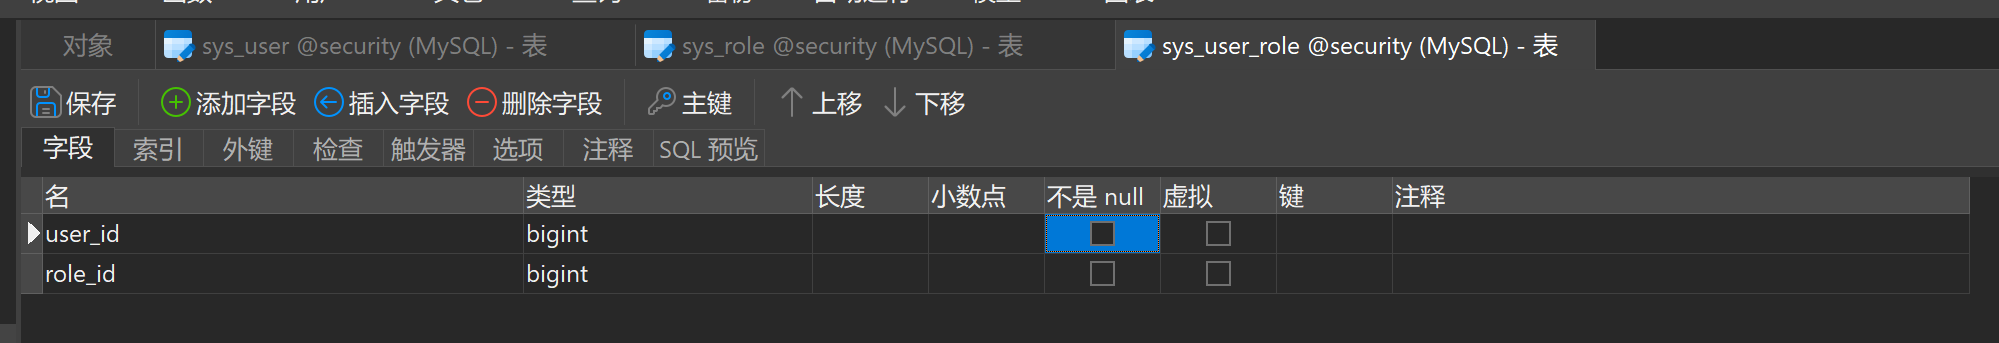 对象 sys_user @security (MySQL) - 表 sys_role @security (MySQL) - 表 sys_user_role @security (MySQL) - 表
保存 添加字段 插入字段 删除字段 主键 上移 下移
字段 索引 外键 检查 触发器 选项 注释 SQL 预览
名 类型 长度 小数点 不是 null 虚拟 键 注释
user_id bigint
role_id bigint